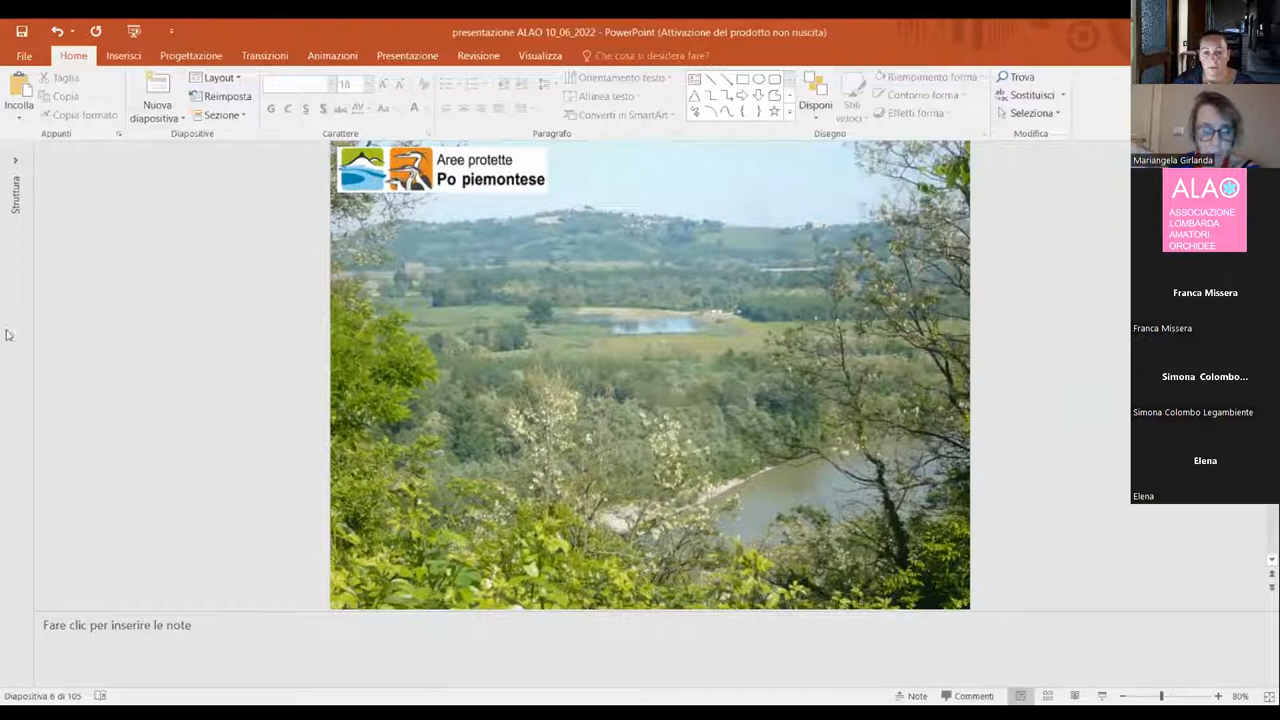 presentazione ALAO 10_06_2022 - PowerPoint (Attivazione del prodotto non riuscita)
File Home Inserisci Progettazione Transizioni Animazioni Presentazione Revisione Visualizza Che cosa si desidera fare?
Incolla
Taglia
Copia
Copia formato
Appunti
Nuova diapositiva
Layout
Reimposta
Sezione
Diapositive
18
G C S S abc AV Aa A
Carattere
Orientamento testo
Allinea testo
Converti in SmartArt
Paragrafo
Disponi
Stili veloci
Riempimento forma
Contorno forma
Effetti forma
Disegno
Trova
Sostituisci
Seleziona
Modifica
Struttura
Aree protette
Po piemontese
Mariangela Girlanda
ALAO
ASSOCIAZIONE
LOMBARDA
AMATORI
ORCHIDEE
Franca Missera
Franca Missera
Simona Colombo...
Simona Colombo Legambiente
Elena
Elena
Fare clic per inserire le note
Diapositiva 6 di 105
Note
Commenti
80%